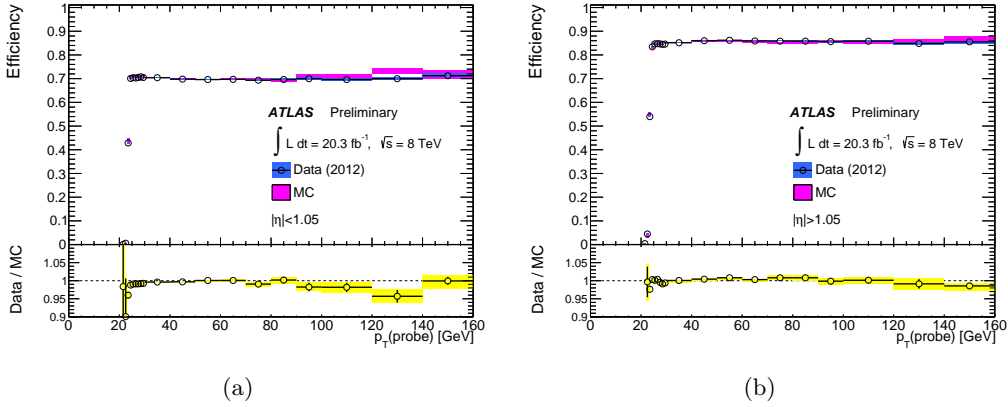 Efficiency
1
0.9
0.8
0.7
0.6
0.5
0.4
0.3
0.2
0.1
0
ATLAS Preliminary
∫ L dt = 20.3 fb⁻¹, √s = 8 TeV
Data (2012)
MC
|η|<1.05
Data / MC
1.05
1
0.95
0.9
0 20 40 60 80 100 120 140 160
p_T(probe) [GeV]
(a)
Efficiency
1
0.9
0.8
0.7
0.6
0.5
0.4
0.3
0.2
0.1
0
ATLAS Preliminary
∫ L dt = 20.3 fb⁻¹, √s = 8 TeV
Data (2012)
MC
|η|>1.05
Data / MC
1.05
1
0.95
0.9
0 20 40 60 80 100 120 140 160
p_T(probe) [GeV]
(b)